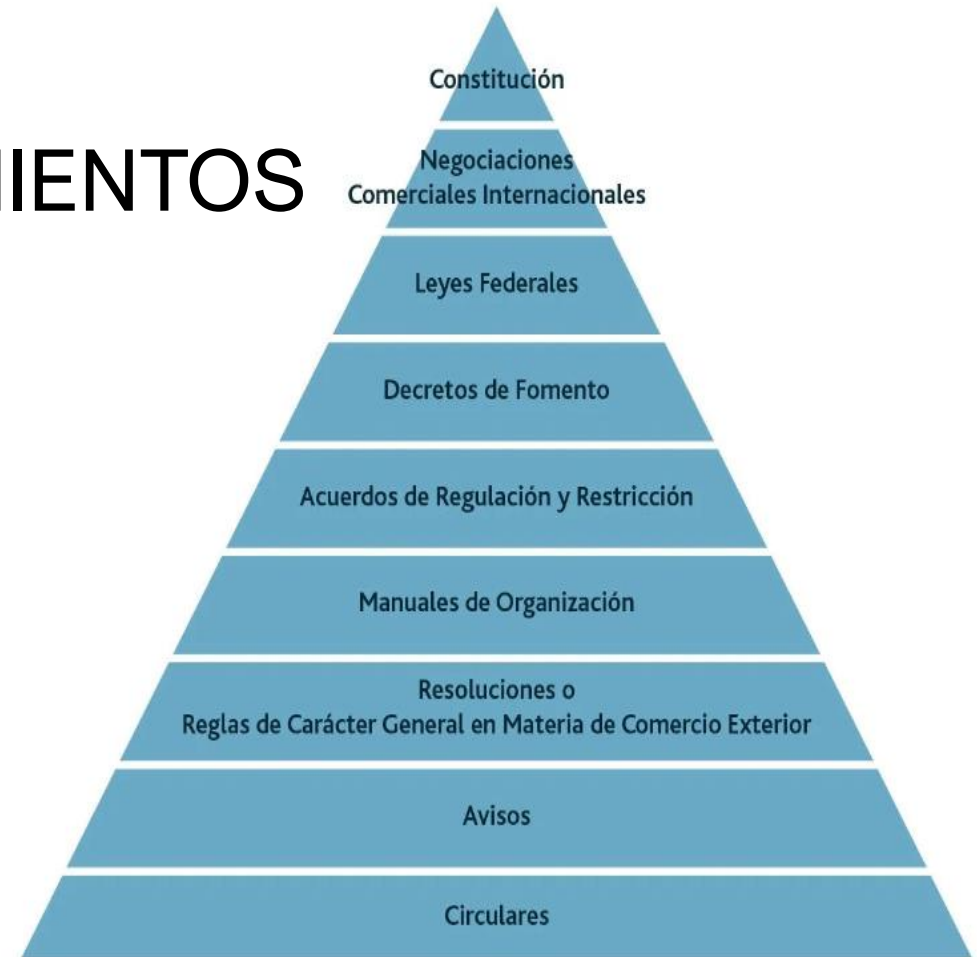 Constitución
MIENTOS
Negociaciones
Comerciales Internacionales
Leyes Federales
Decretos de Fomento
Acuerdos de Regulación y Restricción
Manuales de Organización
Resoluciones o
Reglas de Carácter General en Materia de Comercio Exterior
Avisos
Circulares